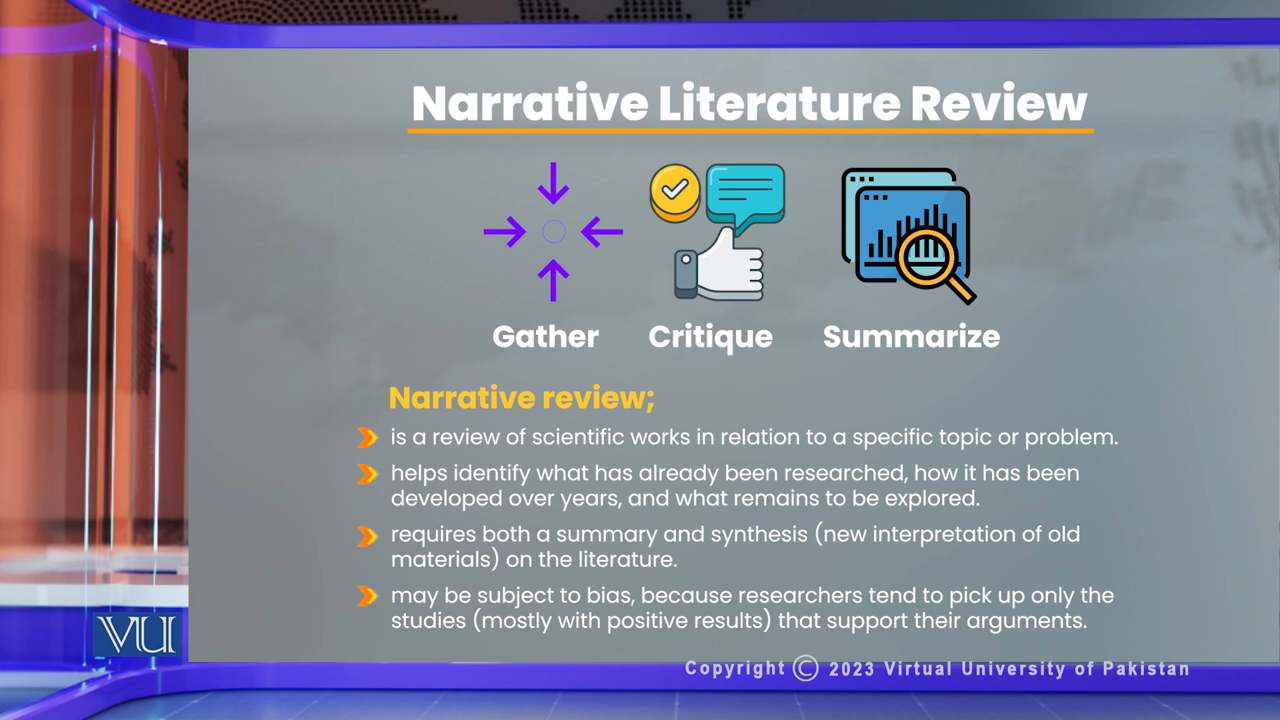 Narrative Literature Review
Gather
Critique
Summarize
Narrative review;
is a review of scientific works in relation to a specific topic or problem.
helps identify what has already been researched, how it has been
developed over years, and what remains to be explored.
requires both a summary and synthesis (new interpretation of old
materials) on the literature.
may be subject to bias, because researchers tend to pick up only the
studies (mostly with positive results) that support their arguments.
VU
Copyright © 2023 Virtual University of Pakistan